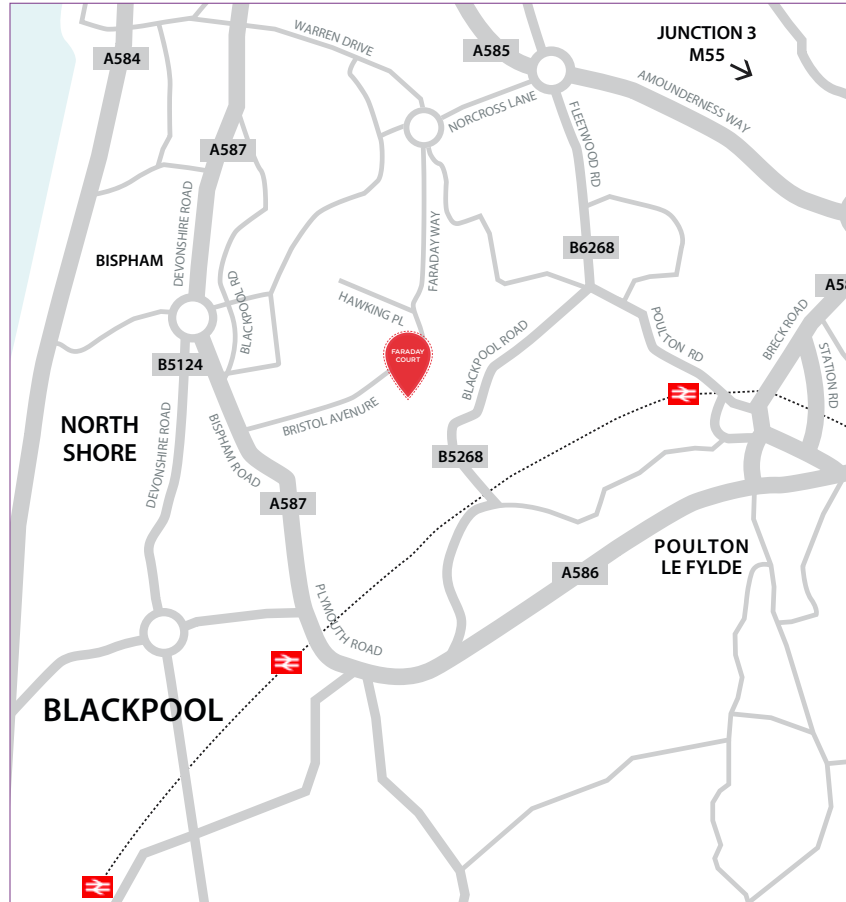 WARREN DRIVE
JUNCTION 3
M55
A584
A585
AMOUNDERNESS WAY
NORCROSS LANE
FLEETWOOD RD
A587
DEVONSHIRE ROAD
B6268
BISPHAM
FARADAY WAY
BLACKPOOL RD
HAWKING PL
POULTON RD
BRECK ROAD
STATION RD
FARADAY
COURT
BLACKPOOL ROAD
B5124
BRISTOL AVENURE
NORTH
SHORE
DEVONSHIRE ROAD
BISPHAM ROAD
B5268
A587
POULTON
LE FYLDE
A586
PLYMOUTH ROAD
BLACKPOOL